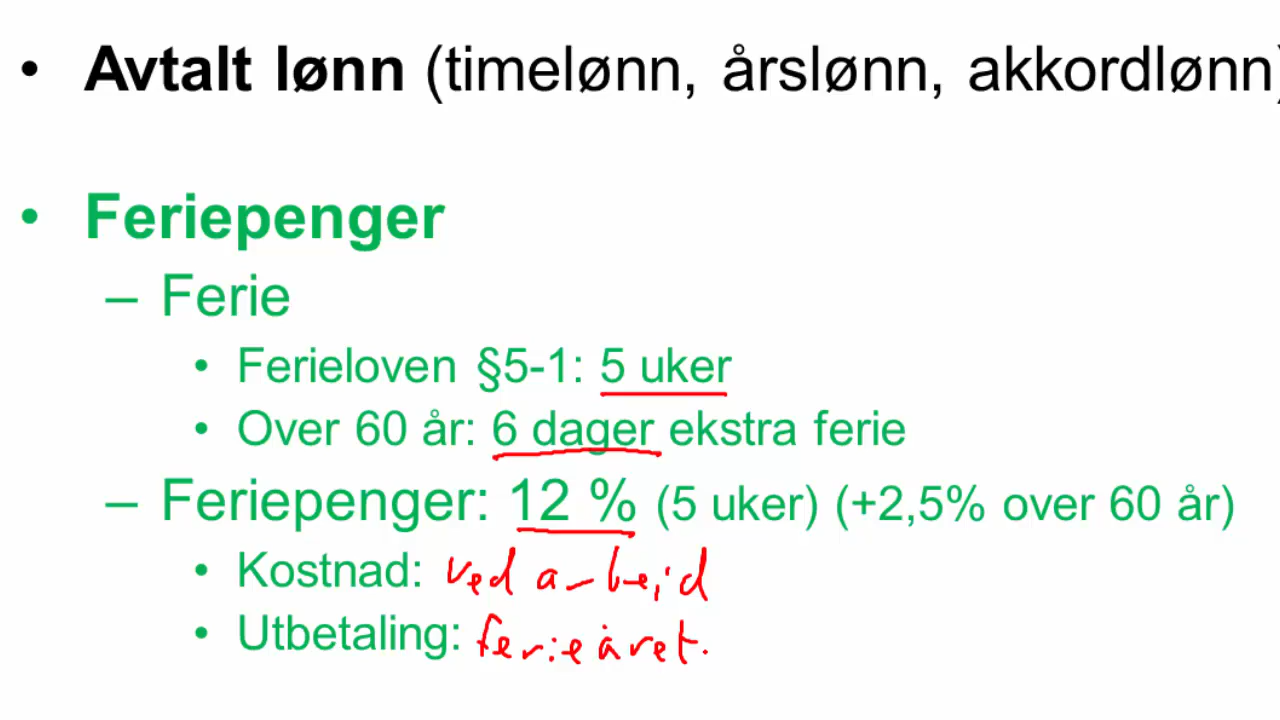 • Avtalt lønn (timelønn, årslønn, akkordlønn)
• Feriepenger
– Ferie
• Ferieloven §5-1: 5 uker
• Over 60 år: 6 dager ekstra ferie
– Feriepenger: 12 % (5 uker) (+2,5% over 60 år)
• Kostnad: ved arbeid
• Utbetaling: ferieåret.